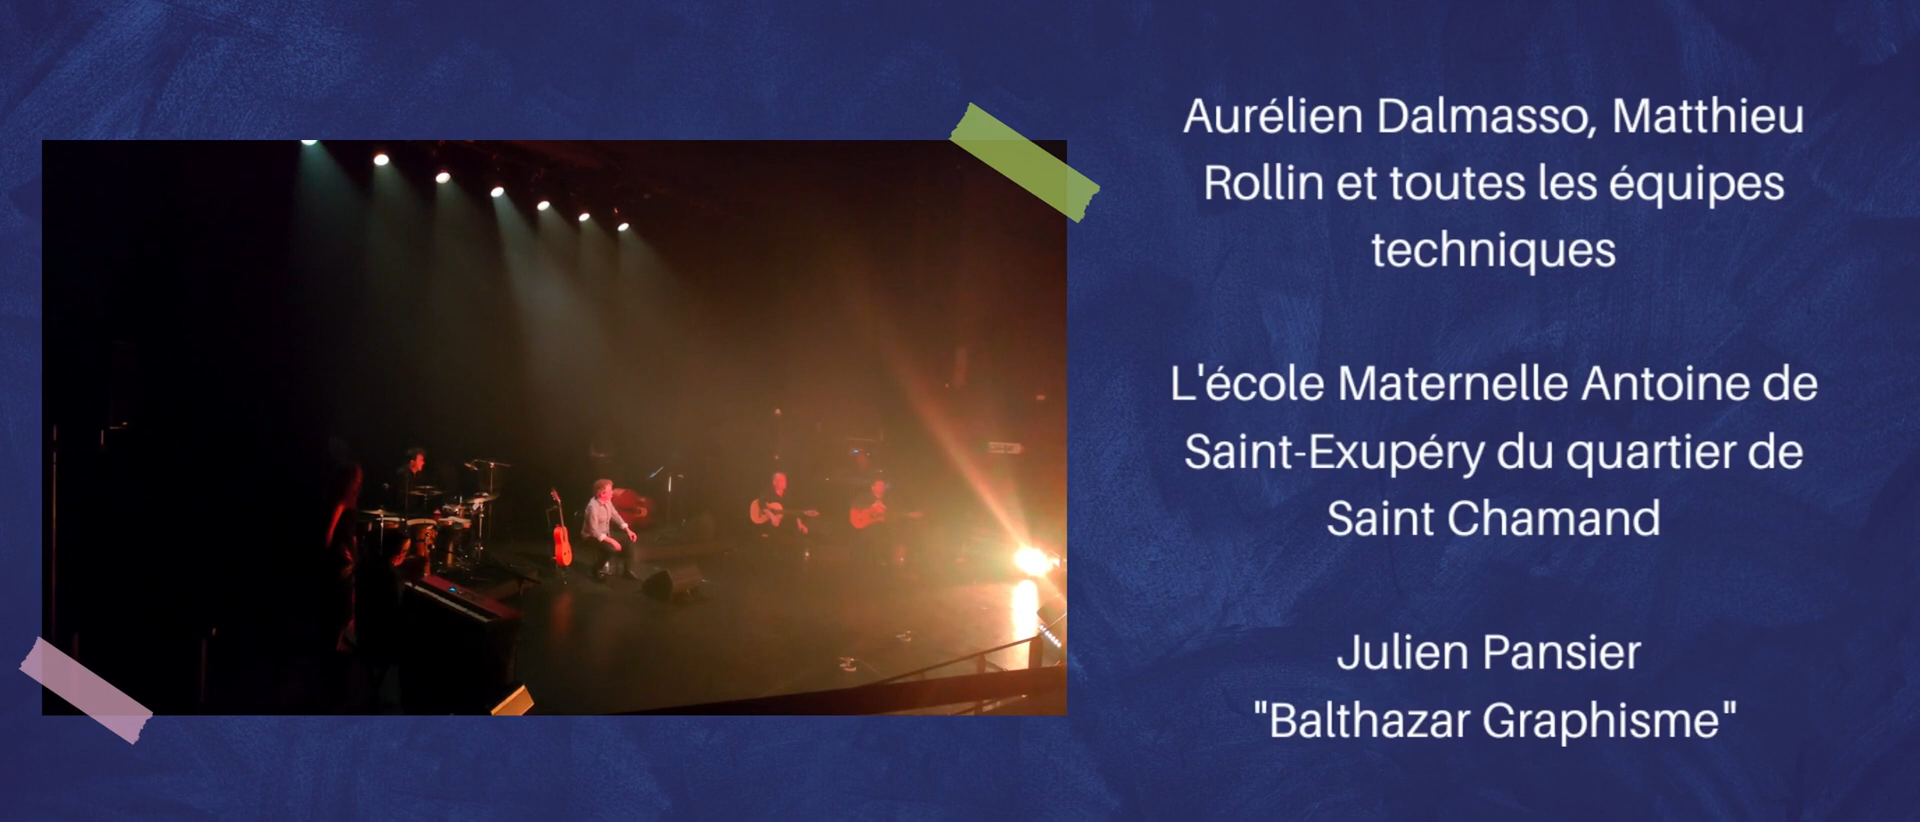 Aurélien Dalmasso, Matthieu
Rollin et toutes les équipes
techniques
L'école Maternelle Antoine de
Saint-Exupéry du quartier de
Saint Chamand
Julien Pansier
"Balthazar Graphisme"